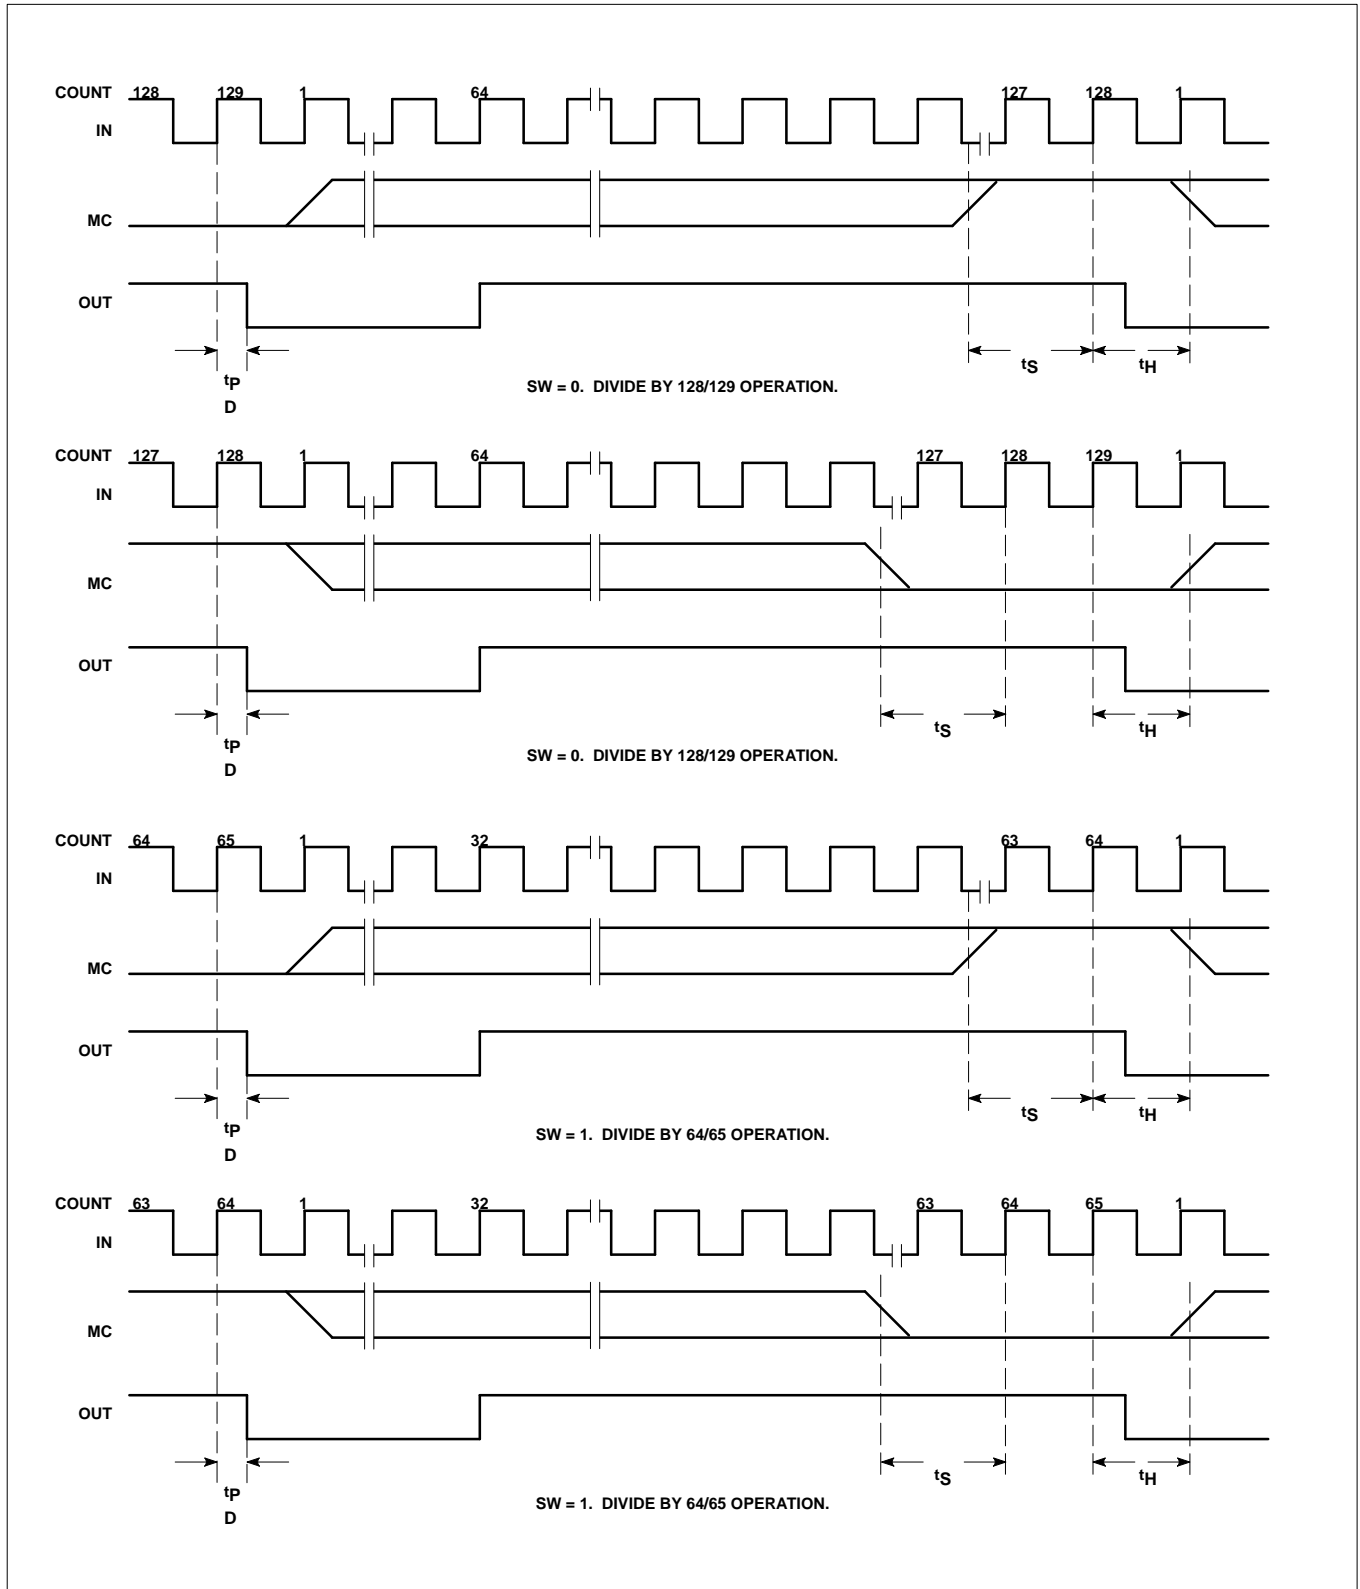 COUNT 128 129 1 64 127 128 1
IN
MC
OUT
tPD tS tH
SW = 0. DIVIDE BY 128/129 OPERATION.
COUNT 127 128 1 64 127 128 129 1
IN
MC
OUT
tPD tS tH
SW = 0. DIVIDE BY 128/129 OPERATION.
COUNT 64 65 1 32 63 64 1
IN
MC
OUT
tPD tS tH
SW = 1. DIVIDE BY 64/65 OPERATION.
COUNT 63 64 1 32 63 64 65 1
IN
MC
OUT
tPD tS tH
SW = 1. DIVIDE BY 64/65 OPERATION.